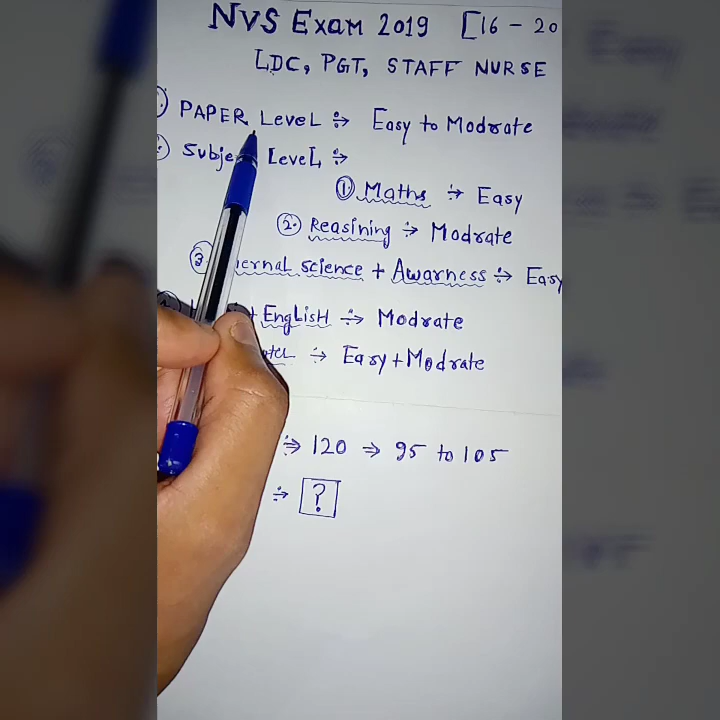 NVS Exam 2019 [16 - 20
LDC, PGT, STAFF NURSE
PAPER Level ÷> Easy to Modrate
Level ÷>
① Maths ÷> Easy
② Reasining ÷> Modrate
③ science + Awarness ÷> Easy
+ EngLisH ÷> Modrate
÷> Easy + Modrate
÷> 120 => 95 to 105
÷> ?